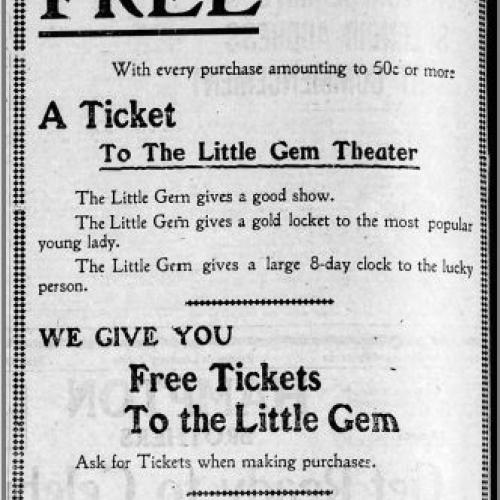 FREE
With every purchase amounting to 50c or more
A Ticket
To The Little Gem Theater
The Little Gem gives a good show.
The Little Gem gives a gold locket to the most popular
young lady.
The Little Gem gives a large 8-day clock to the lucky
person.
WE GIVE YOU
Free Tickets
To the Little Gem
Ask for Tickets when making purchases.